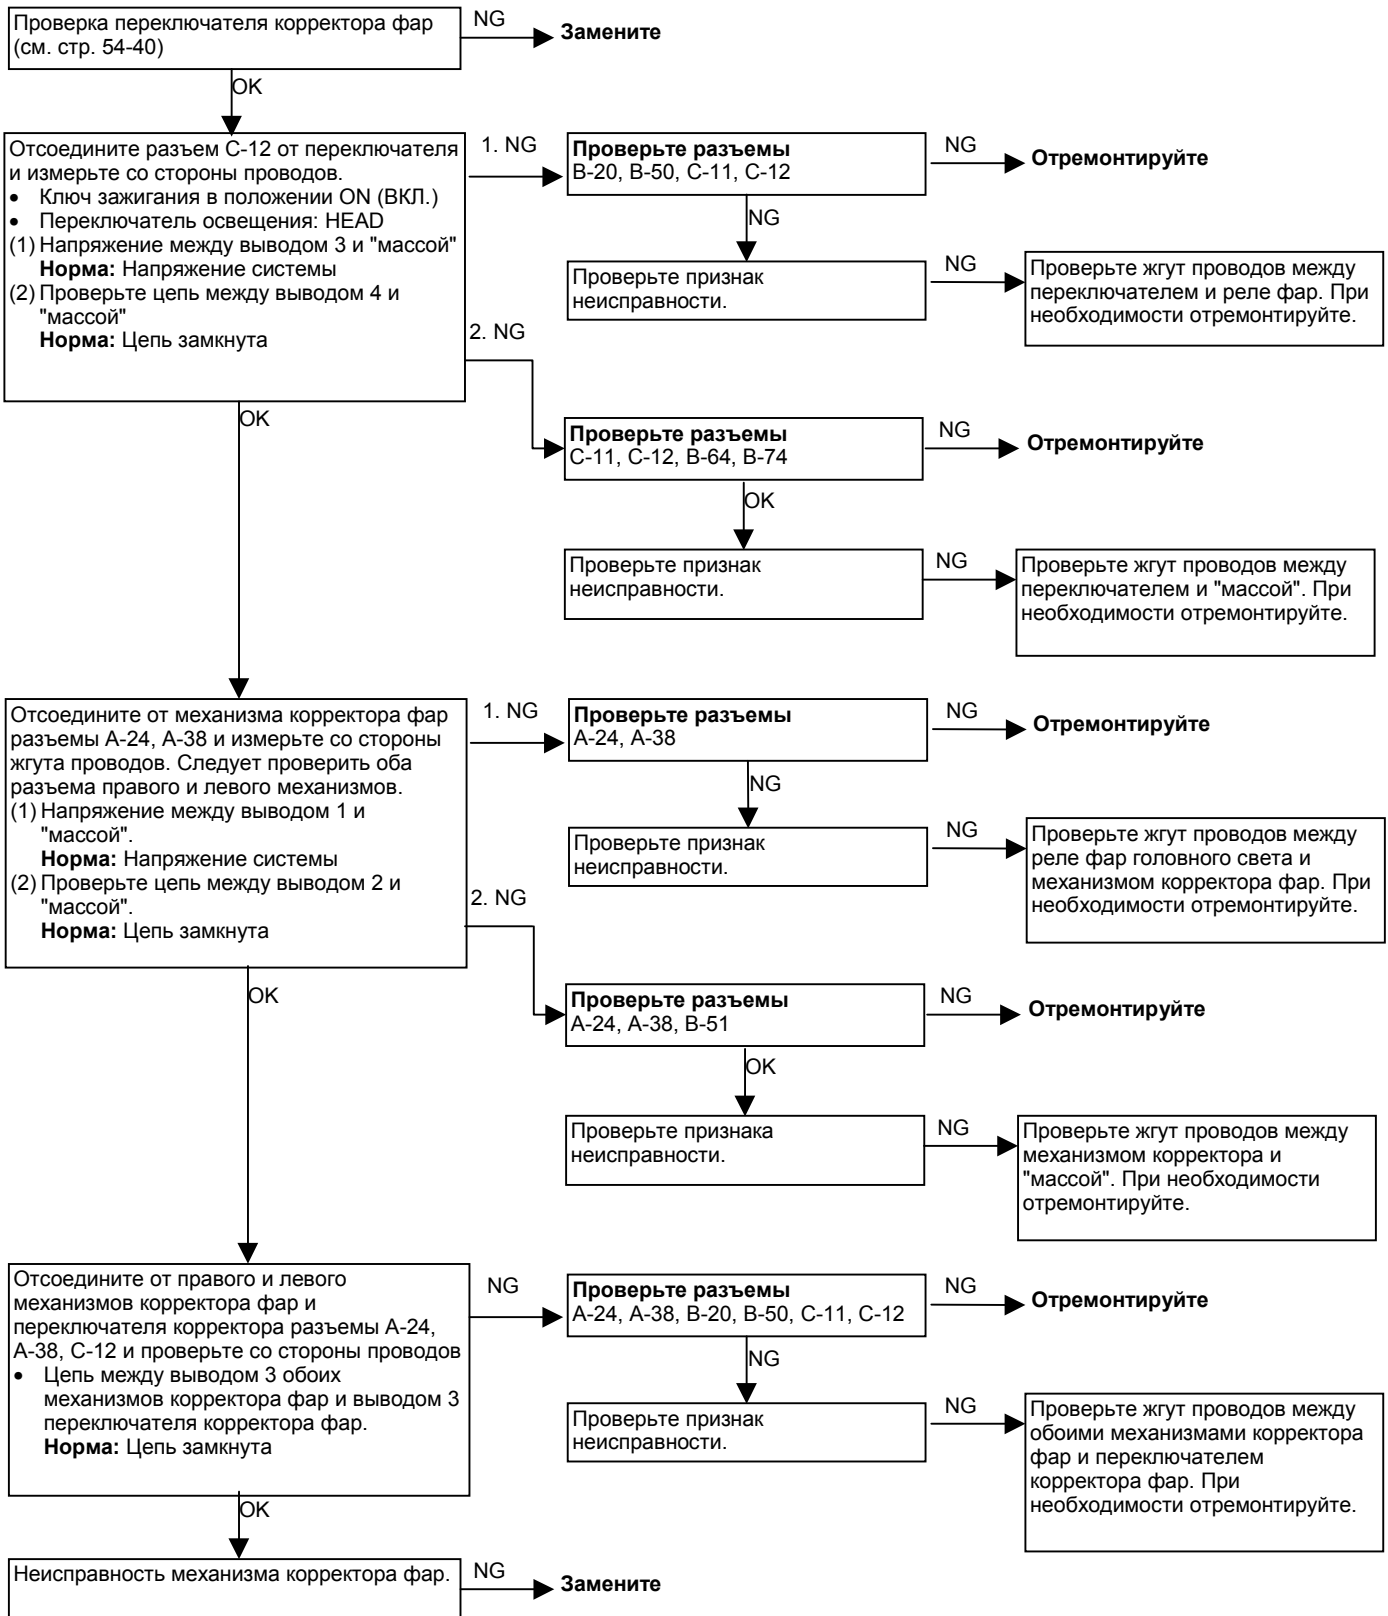 Проверка переключателя корректора фар
(см. стр. 54-40)
NG
Замените
OK
Отсоедините разъем C-12 от переключателя
и измерьте со стороны проводов.
• Ключ зажигания в положении ON (ВКЛ.)
• Переключатель освещения: HEAD
(1) Напряжение между выводом 3 и "массой"
Норма: Напряжение системы
(2) Проверьте цепь между выводом 4 и
"массой"
Норма: Цепь замкнута
1. NG
Проверьте разъемы
B-20, B-50, C-11, C-12
NG
Отремонтируйте
NG
Проверьте признак
неисправности.
NG
Проверьте жгут проводов между
переключателем и реле фар. При
необходимости отремонтируйте.
2. NG
Проверьте разъемы
C-11, C-12, B-64, B-74
NG
Отремонтируйте
OK
Проверьте признак
неисправности.
NG
Проверьте жгут проводов между
переключателем и "массой". При
необходимости отремонтируйте.
OK
Отсоедините от механизма корректора фар
разъемы A-24, A-38 и измерьте со стороны
жгута проводов. Следует проверить оба
разъема правого и левого механизмов.
(1) Напряжение между выводом 1 и
"массой".
Норма: Напряжение системы
(2) Проверьте цепь между выводом 2 и
"массой".
Норма: Цепь замкнута
1. NG
Проверьте разъемы
A-24, A-38
NG
Отремонтируйте
NG
Проверьте признак
неисправности.
NG
Проверьте жгут проводов между
реле фар головного света и
механизмом корректора фар. При
необходимости отремонтируйте.
2. NG
Проверьте разъемы
A-24, A-38, B-51
NG
Отремонтируйте
OK
Проверьте признака
неисправности.
NG
Проверьте жгут проводов между
механизмом корректора и
"массой". При необходимости
отремонтируйте.
OK
Отсоедините от правого и левого
механизмов корректора фар и
переключателя корректора разъемы A-24,
A-38, C-12 и проверьте со стороны проводов
• Цепь между выводом 3 обоих
механизмов корректора фар и выводом 3
переключателя корректора фар.
Норма: Цепь замкнута
NG
Проверьте разъемы
A-24, A-38, B-20, B-50, C-11, C-12
NG
Отремонтируйте
NG
Проверьте признак
неисправности.
NG
Проверьте жгут проводов между
обоими механизмами корректора
фар и переключателем
корректора фар. При
необходимости отремонтируйте.
OK
Неисправность механизма корректора фар.
NG
Замените